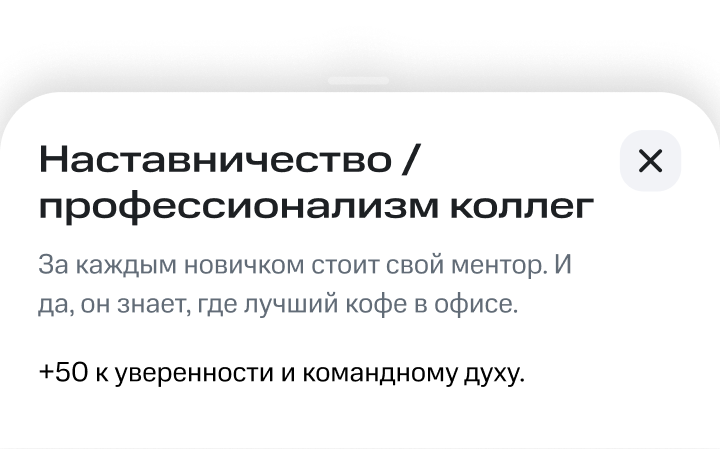 Наставничество /
профессионализм коллег
За каждым новичком стоит свой ментор. И
да, он знает, где лучший кофе в офисе.
+50 к уверенности и командному духу.